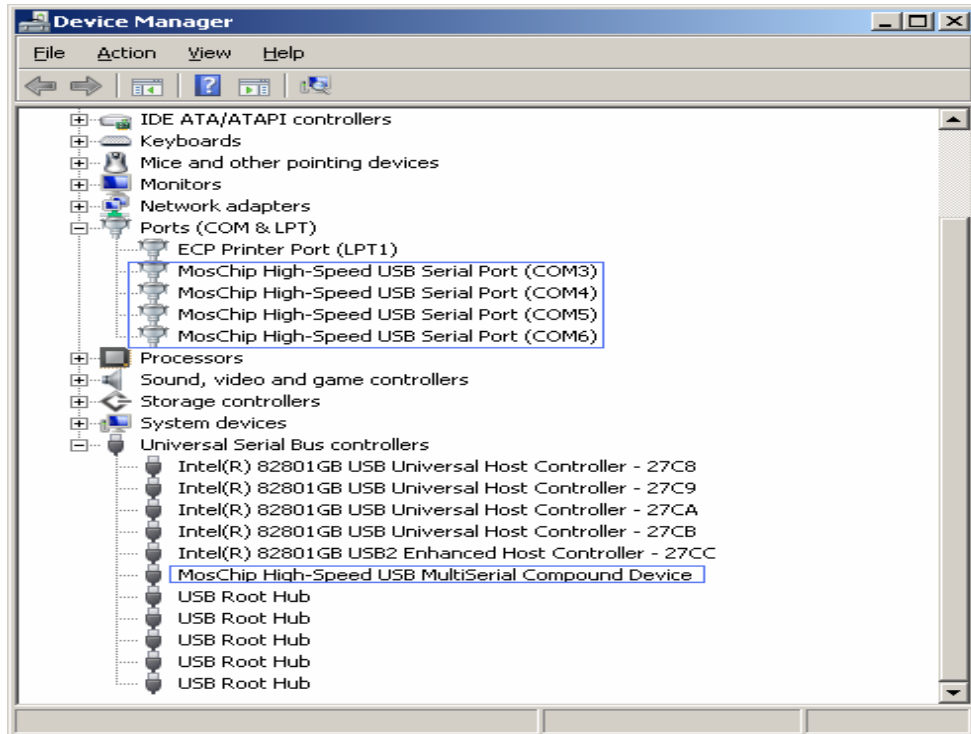 Device Manager
File Action View Help
IDE ATA/ATAPI controllers
Keyboards
Mice and other pointing devices
Monitors
Network adapters
Ports (COM & LPT)
ECP Printer Port (LPT1)
MosChip High-Speed USB Serial Port (COM3)
MosChip High-Speed USB Serial Port (COM4)
MosChip High-Speed USB Serial Port (COM5)
MosChip High-Speed USB Serial Port (COM6)
Processors
Sound, video and game controllers
Storage controllers
System devices
Universal Serial Bus controllers
Intel(R) 82801GB USB Universal Host Controller - 27C8
Intel(R) 82801GB USB Universal Host Controller - 27C9
Intel(R) 82801GB USB Universal Host Controller - 27CA
Intel(R) 82801GB USB Universal Host Controller - 27CB
Intel(R) 82801GB USB2 Enhanced Host Controller - 27CC
MosChip High-Speed USB MultiSerial Compound Device
USB Root Hub
USB Root Hub
USB Root Hub
USB Root Hub
USB Root Hub